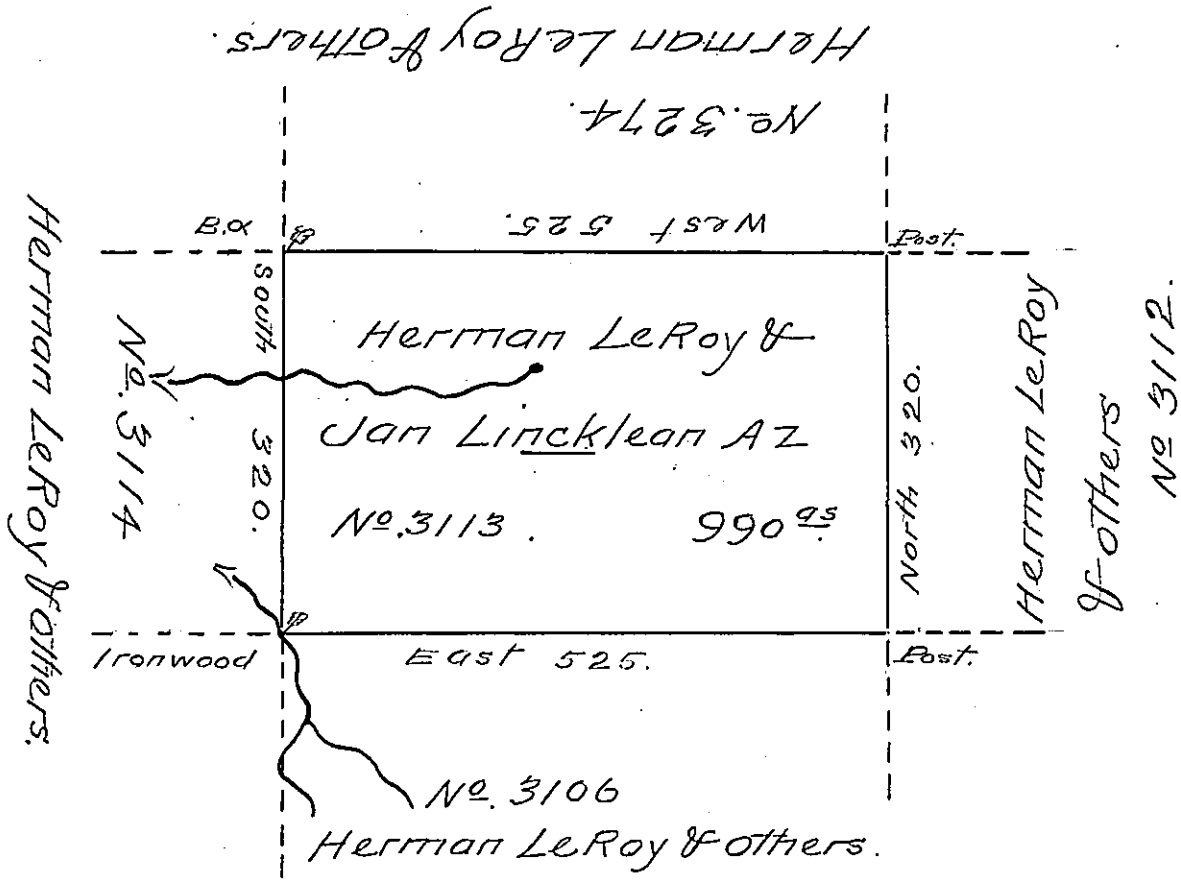 Herman LeRoy & others.
No. 3274.
West 525.
B.α
Post.
South 320.
Herman LeRoy &
Jan Lincklean AZ
No. 3113. 990 as.
North 320.
No. 3114
Herman LeRoy & others.
Herman LeRoy
& others
No 3112.
Ironwood
East 525.
Post.
No. 3106
Herman LeRoy & others.